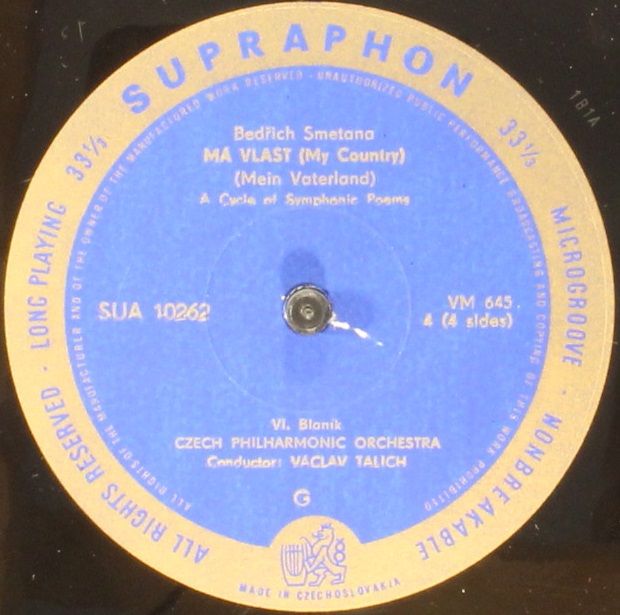 SUPRAPHON
33⅓
33⅓
ALL RIGHTS RESERVED · LONG PLAYING
MICROGROOVE · NONBREAKABLE
ALL RIGHTS OF THE MANUFACTURER AND OF THE OWNER OF THE MANUFACTURED WORK RESERVED · UNAUTHORIZED PUBLIC PERFORMANCE BROADCASTING AND COPYING OF THIS WORK PROHIBITED
Bedřich Smetana
MÁ VLAST (My Country)
(Mein Vaterland)
A Cycle of Symphonic Poems
SUA 10262
VM 645
4 (4 sides)
VI. Blaník
CZECH PHILHARMONIC ORCHESTRA
Conductor: VÁCLAV TALICH
G
MADE IN CZECHOSLOVAKIA
181A